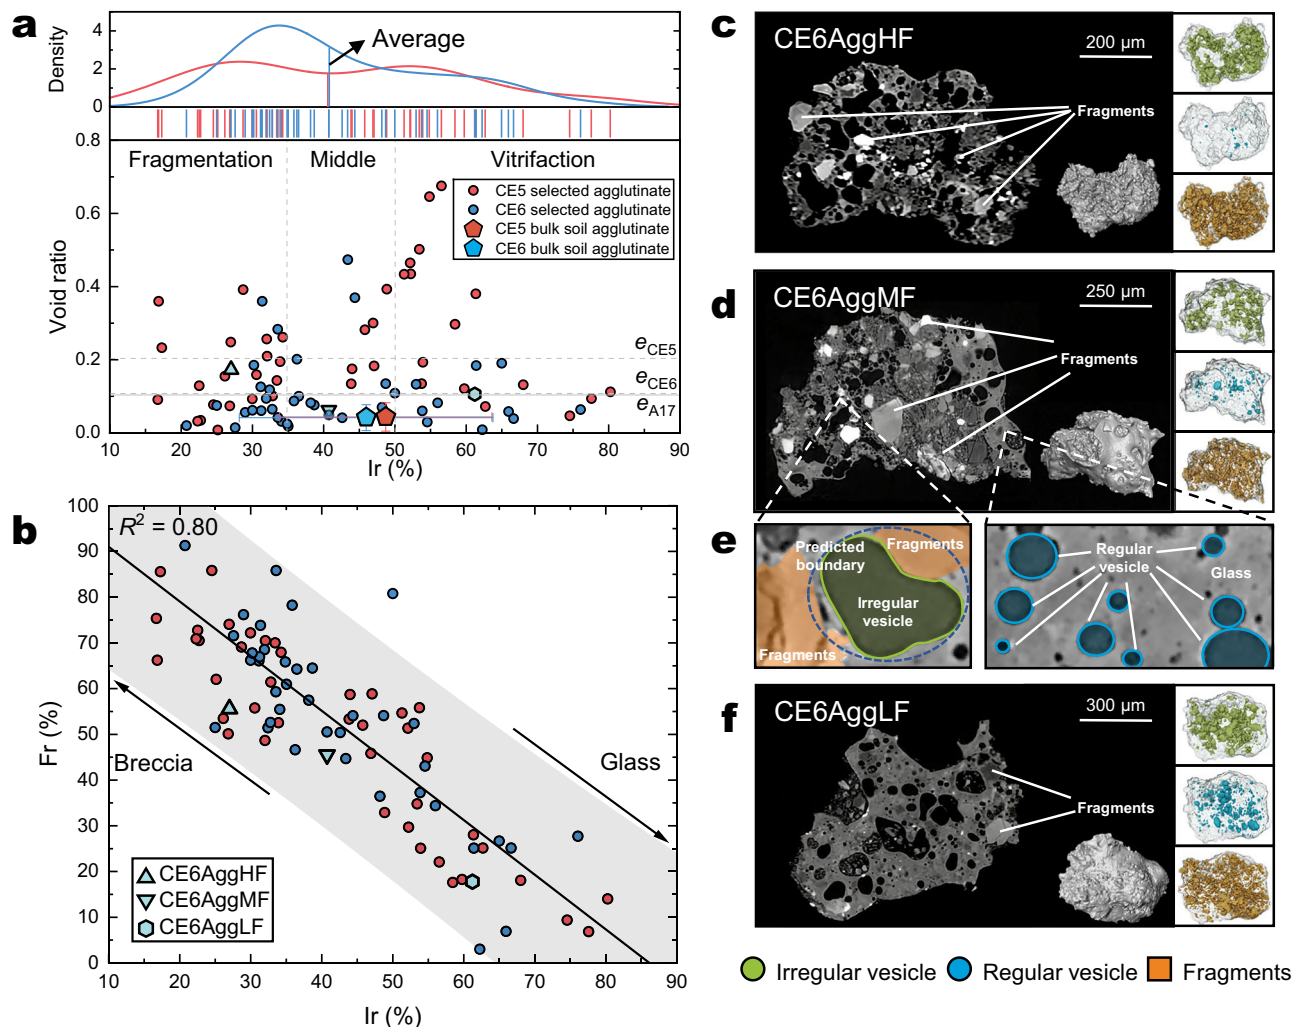 a
Density
4
2
0
Average
Void ratio
0.8
0.6
0.4
0.2
0.0
Fragmentation
Middle
Vitrifaction
CE5 selected agglutinate
CE6 selected agglutinate
CE5 bulk soil agglutinate
CE6 bulk soil agglutinate
eCE5
eCE6
eA17
10 20 30 40 50 60 70 80 90
Ir (%)
b
Fr (%)
100
90
80
70
60
50
40
30
20
10
0
R² = 0.80
Breccia
Glass
CE6AggHF
CE6AggMF
CE6AggLF
10 20 30 40 50 60 70 80 90
Ir (%)
c
CE6AggHF
200 μm
Fragments
d
CE6AggMF
250 μm
Fragments
e
Predicted
boundary
Fragments
Irregular
vesicle
Fragments
Regular
vesicle
Glass
f
CE6AggLF
300 μm
Fragments
Irregular vesicle
Regular vesicle
Fragments